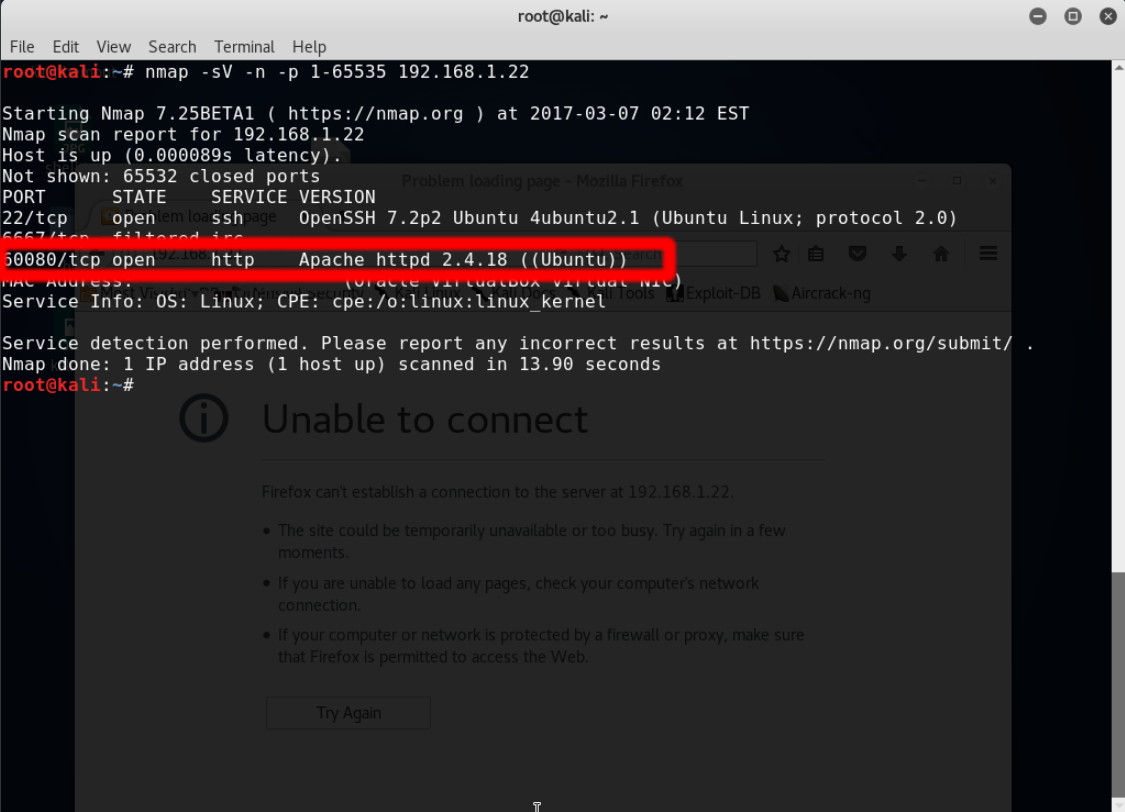 root@kali: ~
File Edit View Search Terminal Help
root@kali:~# nmap -sV -n -p 1-65535 192.168.1.22
Starting Nmap 7.25BETA1 ( https://nmap.org ) at 2017-03-07 02:12 EST
Nmap scan report for 192.168.1.22
Host is up (0.000089s latency).
Not shown: 65532 closed ports
Problem loading page - Mozilla Firefox
PORT STATE SERVICE VERSION
22/tcp open ssh OpenSSH 7.2p2 Ubuntu 4ubuntu2.1 (Ubuntu Linux; protocol 2.0)
Problem loading page
6667/tcp filtered irc
60080/tcp open http Apache httpd 2.4.18 ((Ubuntu))
192.168. Search
MAC Address: (Oracle VirtualBox virtual NIC)
Most Visited Offensive Security Kali Linux Kali Docs Kali Tools Exploit-DB Aircrack-ng
Service Info: OS: Linux; CPE: cpe:/o:linux:linux_kernel
Service detection performed. Please report any incorrect results at https://nmap.org/submit/ .
Nmap done: 1 IP address (1 host up) scanned in 13.90 seconds
root@kali:~#
Unable to connect
Firefox can't establish a connection to the server at 192.168.1.22.
• The site could be temporarily unavailable or too busy. Try again in a few
moments.
• If you are unable to load any pages, check your computer's network
connection.
• If your computer or network is protected by a firewall or proxy, make sure
that Firefox is permitted to access the Web.
Try Again